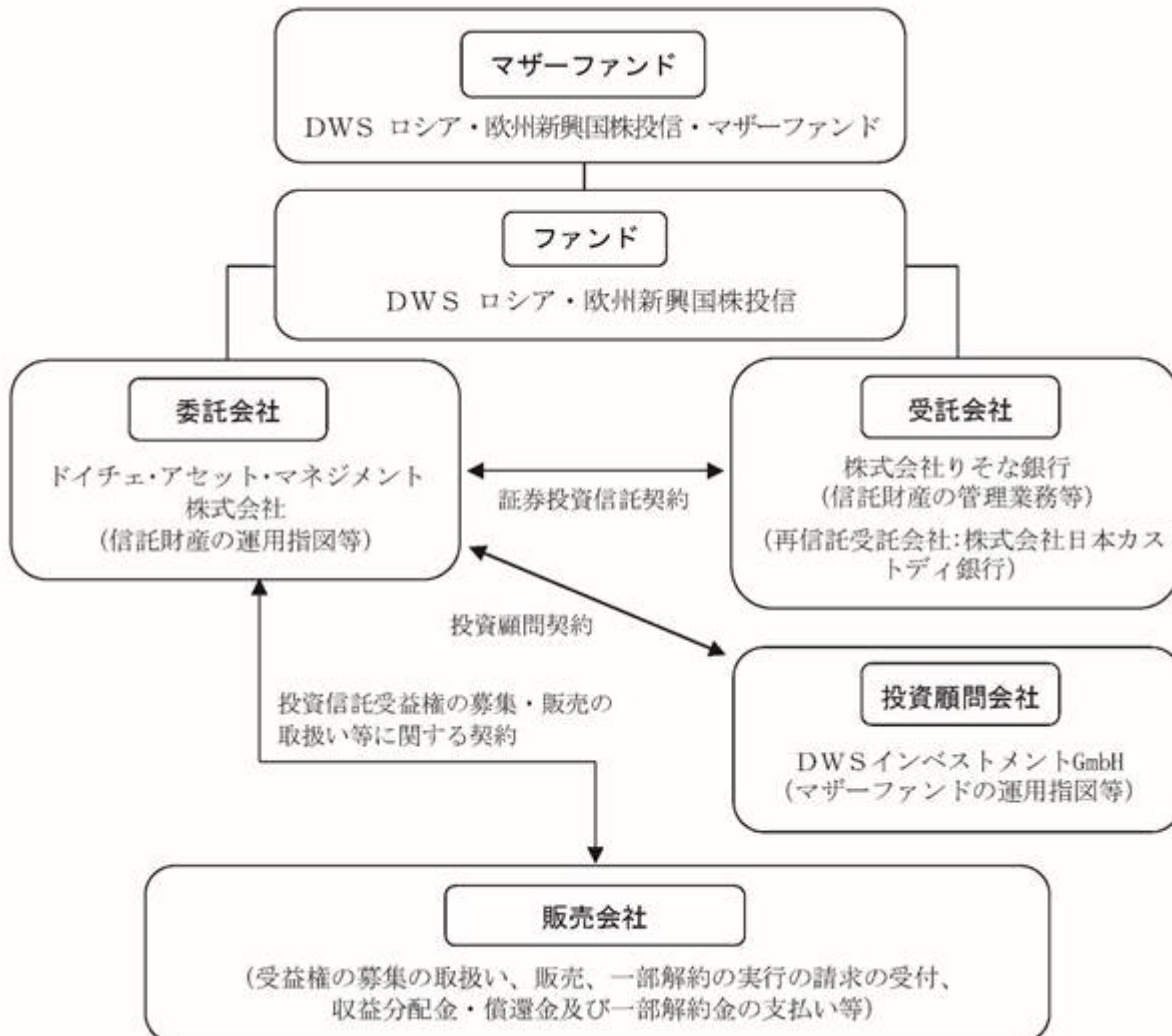 マザーファンド
DWS ロシア・欧州新興国株投信・マザーファンド
ファンド
DWS ロシア・欧州新興国株投信
委託会社
ドイチェ・アセット・マネジメント
株式会社
(信託財産の運用指図等)
証券投資信託契約
受託会社
株式会社りそな銀行
(信託財産の管理業務等)
(再信託受託会社:株式会社日本カス
トディ銀行)
投資顧問契約
投資顧問会社
DWSインベストメントGmbH
(マザーファンドの運用指図等)
投資信託受益権の募集・販売の
取扱い等に関する契約
販売会社
(受益権の募集の取扱い、販売、一部解約の実行の請求の受付、
収益分配金・償還金及び一部解約金の支払い等)